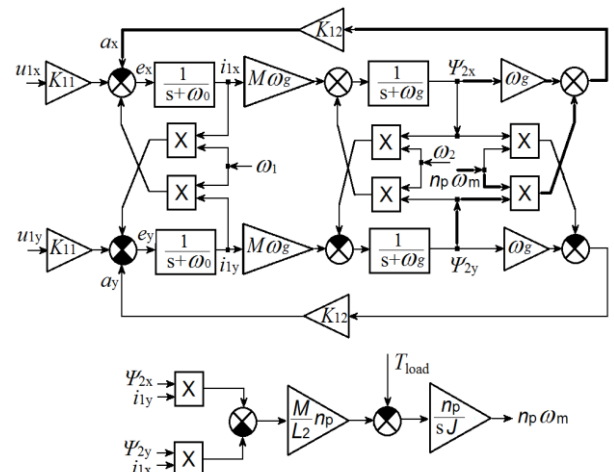 K12
ax
u1x K11 ex 1 i1x Mωg 1 Ψ2x ωg
s+ω0 s+ωg
X X X
ω1 ω2
npωm
X X X
u1y K11 ey 1 i1y Mωg 1 Ψ2y ωg
s+ω0 s+ωg
ay
K12
Tload
Ψ2x X
i1y
M np
L2
np
sJ
npωm
Ψ2y X
i1x